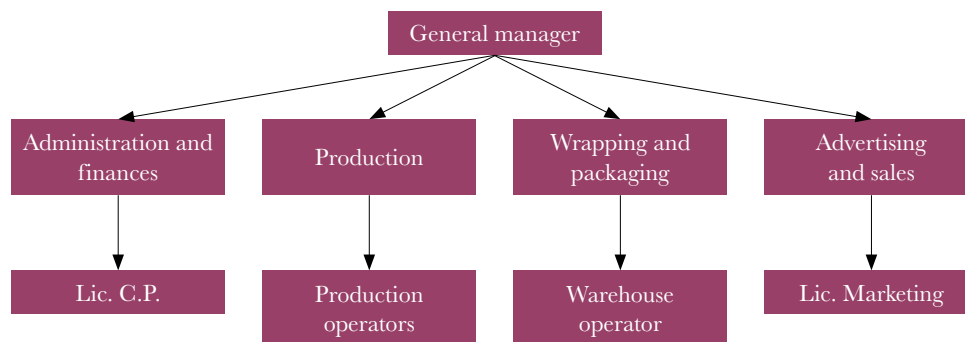 General manager
Administration and
finances
Production
Wrapping and
packaging
Advertising
and sales
Lic. C.P.
Production
operators
Warehouse
operator
Lic. Marketing